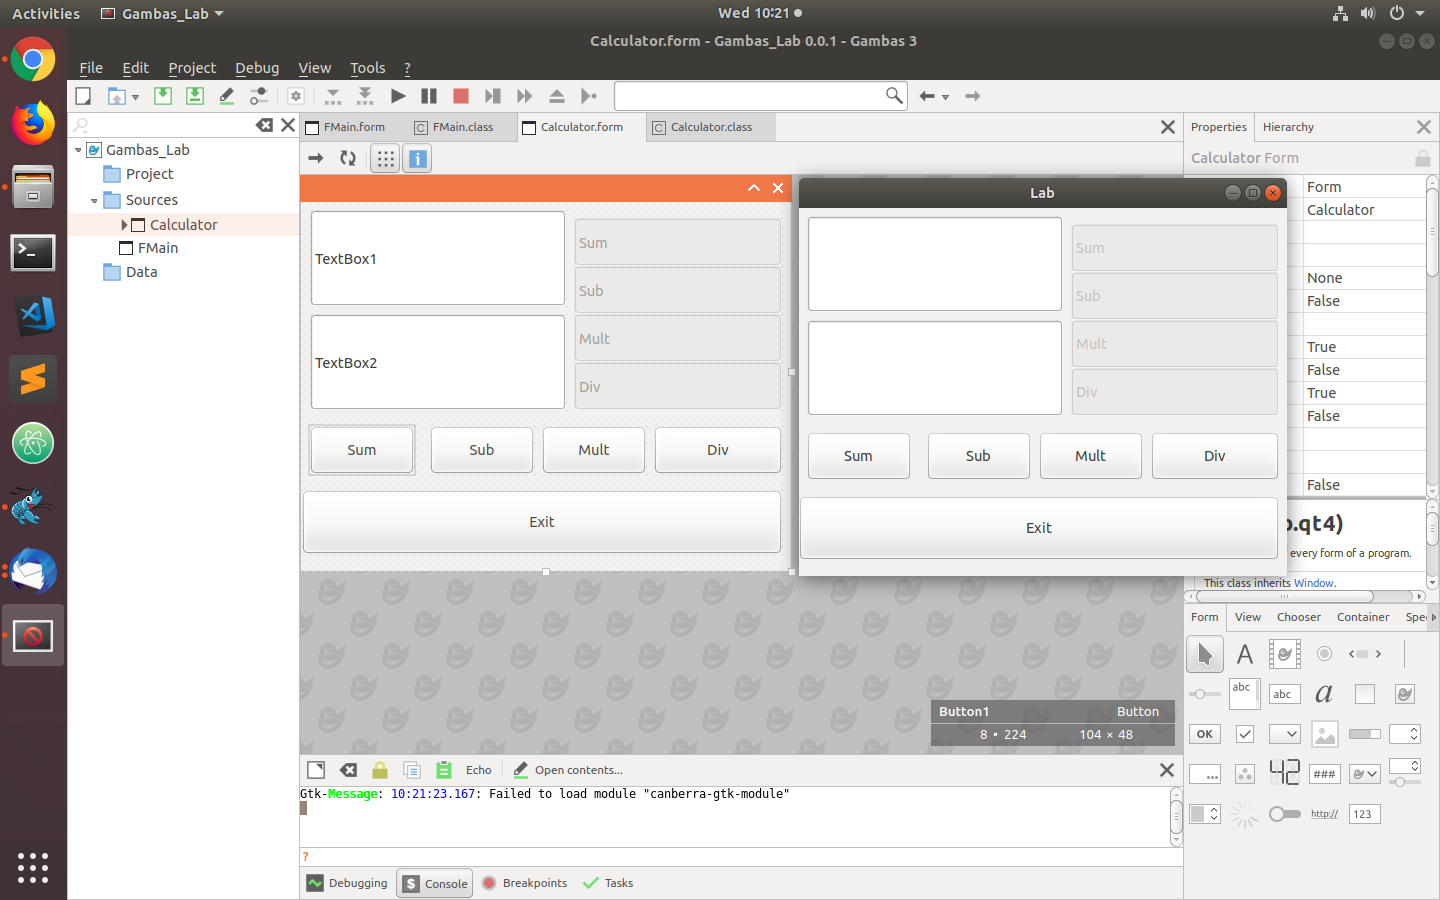 Activities
Gambas_Lab
Wed 10:21
Calculator.form - Gambas_Lab 0.0.1 - Gambas 3
File Edit Project Debug View Tools ?
Gambas_Lab
Project
Sources
Calculator
FMain
Data
FMain.form
FMain.class
Calculator.form
Calculator.class
TextBox1
TextBox2
Sum
Sub
Mult
Div
Sum
Sub
Mult
Div
Exit
Lab
Sum
Sub
Mult
Div
Sum
Sub
Mult
Div
Exit
Button1 Button
8 • 224 104 × 48
Echo
Open contents...
Gtk-Message: 10:21:23.167: Failed to load module "canberra-gtk-module"
?
Debugging
$ Console
Breakpoints
Tasks
Properties
Hierarchy
Calculator Form
Form
Calculator
None
False
True
False
True
False
False
.qt4)
every form of a program.
This class inherits Window.
Form View Chooser Container Spe
A
abc
abc
a
OK
...
42
###
http://
123